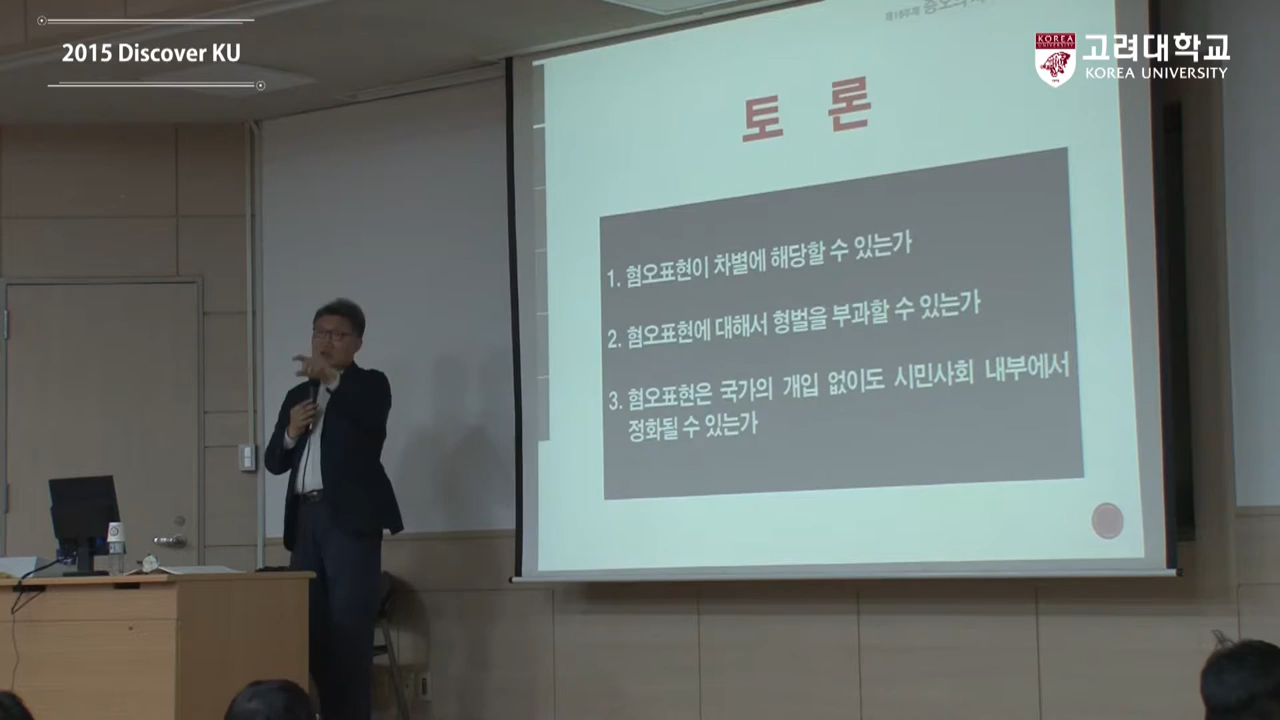 2015 Discover KU
KOREA
고려대학교
KOREA UNIVERSITY
토 론
1. 혐오표현이 차별에 해당할 수 있는가
2. 혐오표현에 대해서 형벌을 부과할 수 있는가
3. 혐오표현은 국가의 개입 없이도 시민사회 내부에서
정화될 수 있는가